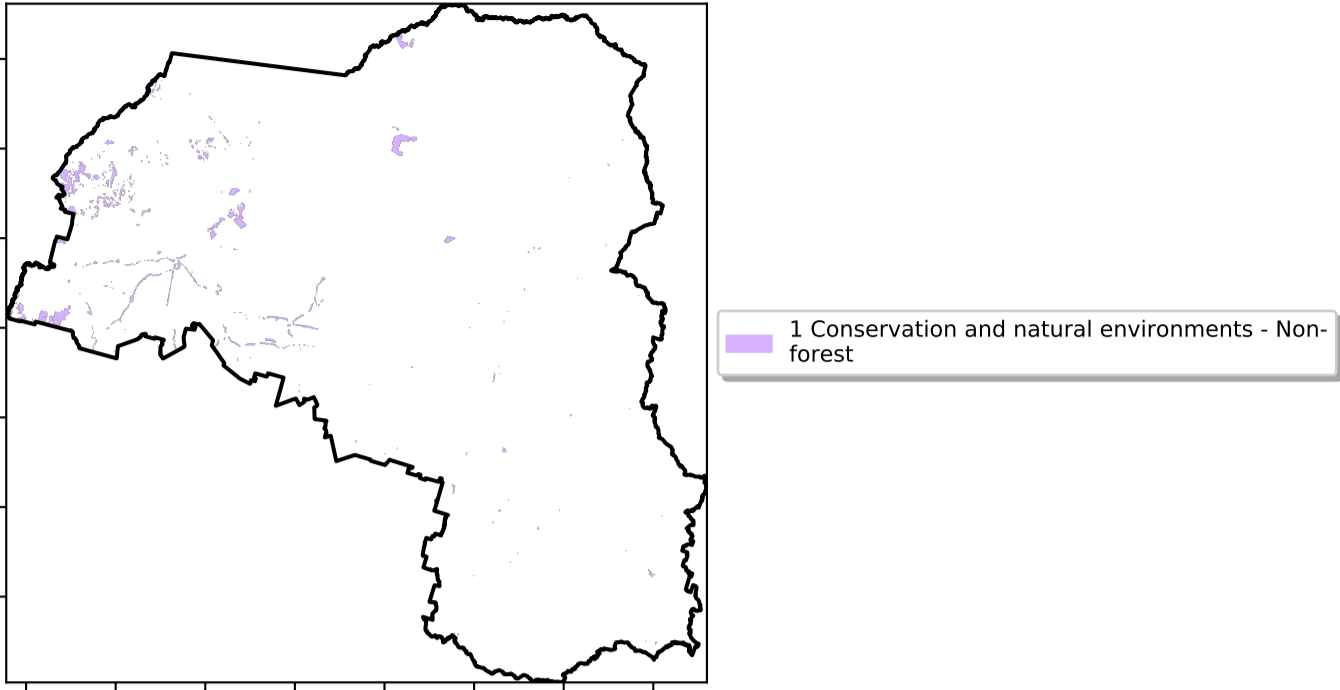 1 Conservation and natural environments - Non-
forest